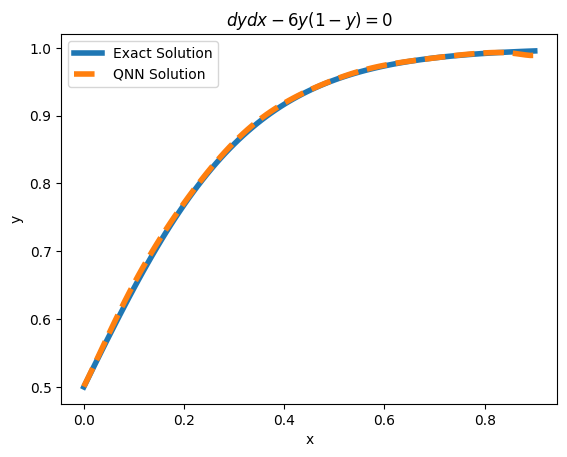 dydx − 6y(1 − y) = 0
Exact Solution
QNN Solution
1.0
0.9
0.8
0.7
0.6
0.5
y
0.0 0.2 0.4 0.6 0.8
x